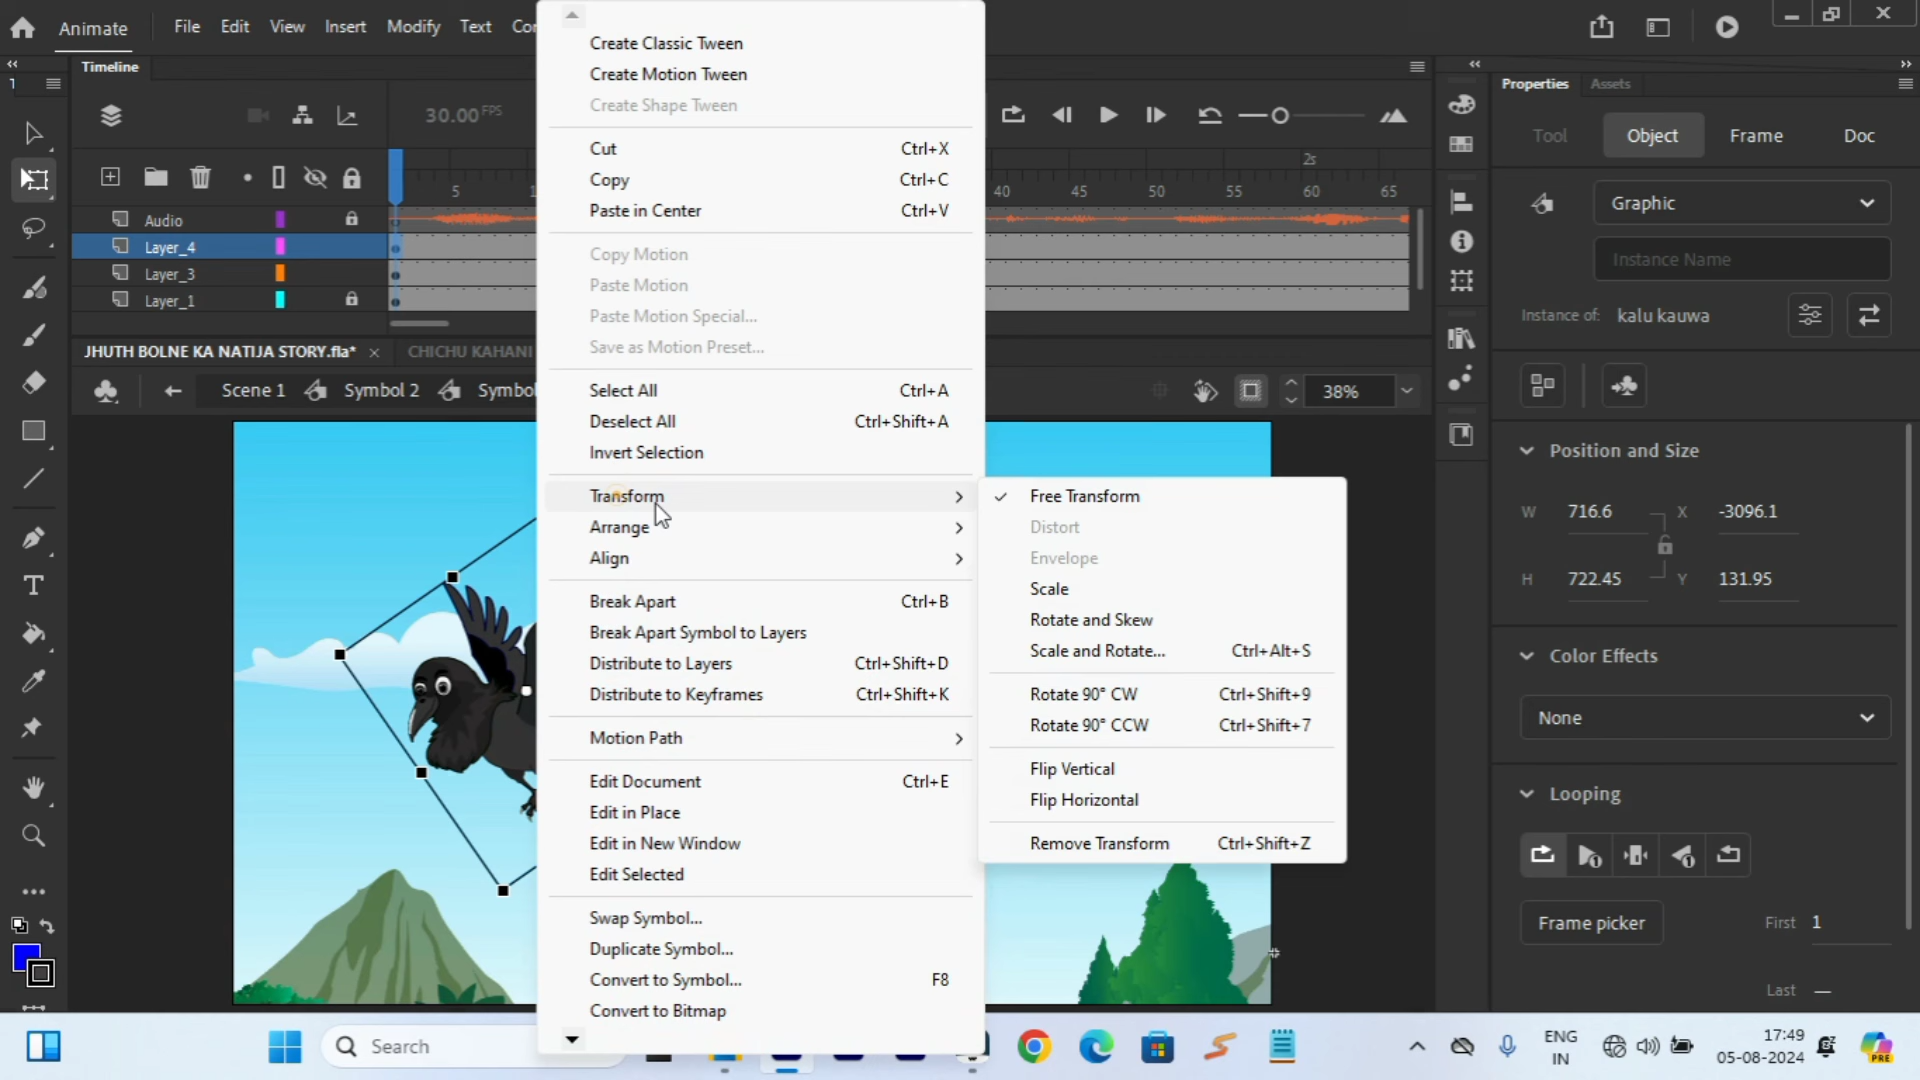 Animate File Edit View Insert Modify Text
Timeline
1
30.00 FPS
5 40 45 50 55 60 65
2s
Audio
Layer_4
Layer_3
Layer_1
JHUTH BOLNE KA NATIJA STORY.fla* × CHICHU KAHANI
Scene 1 Symbol 2 Symbol
38%
Create Classic Tween
Create Motion Tween
Create Shape Tween
Cut Ctrl+X
Copy Ctrl+C
Paste in Center Ctrl+V
Copy Motion
Paste Motion
Paste Motion Special...
Save as Motion Preset...
Select All Ctrl+A
Deselect All Ctrl+Shift+A
Invert Selection
Transform
Arrange
Align
Break Apart Ctrl+B
Break Apart Symbol to Layers
Distribute to Layers Ctrl+Shift+D
Distribute to Keyframes Ctrl+Shift+K
Motion Path
Edit Document Ctrl+E
Edit in Place
Edit in New Window
Edit Selected
Swap Symbol...
Duplicate Symbol...
Convert to Symbol... F8
Convert to Bitmap
Free Transform
Distort
Envelope
Scale
Rotate and Skew
Scale and Rotate... Ctrl+Alt+S
Rotate 90° CW Ctrl+Shift+9
Rotate 90° CCW Ctrl+Shift+7
Flip Vertical
Flip Horizontal
Remove Transform Ctrl+Shift+Z
Properties Assets
Tool Object Frame Doc
Graphic
Instance Name
Instance of: kalu kauwa
Position and Size
W 716.6 X -3096.1
H 722.45 Y 131.95
Color Effects
None
Looping
Frame picker First 1
Last —
Search
ENG
IN
17:49
05-08-2024
PRE